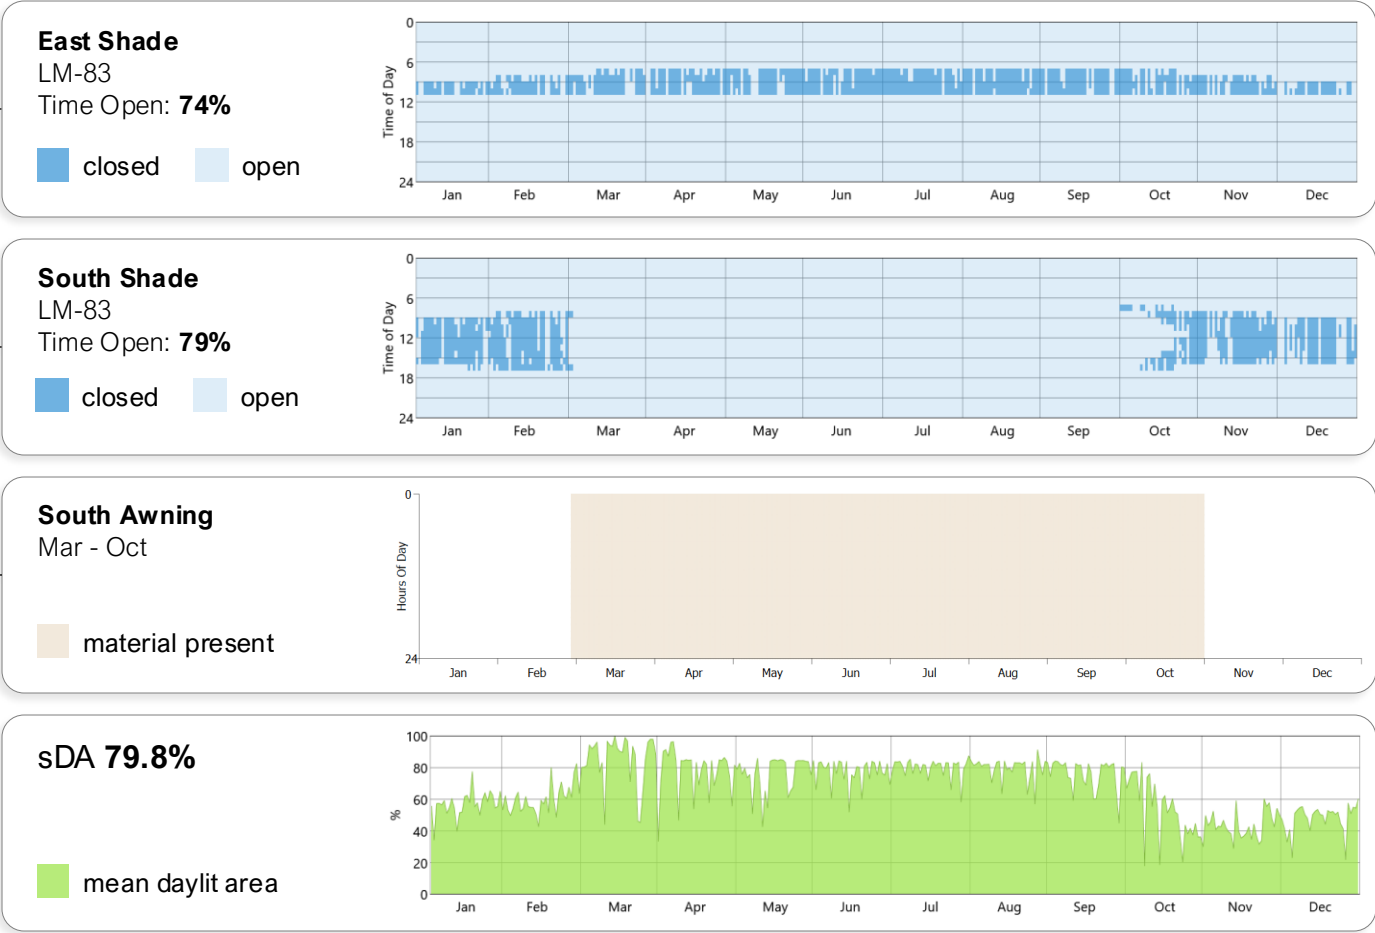 East Shade
LM-83
Time Open: 74%
closed open
Time of Day
0
6
12
18
24
Jan Feb Mar Apr May Jun Jul Aug Sep Oct Nov Dec
South Shade
LM-83
Time Open: 79%
closed open
Time of Day
0
6
12
18
24
Jan Feb Mar Apr May Jun Jul Aug Sep Oct Nov Dec
South Awning
Mar - Oct
material present
Hours Of Day
0
24
Jan Feb Mar Apr May Jun Jul Aug Sep Oct Nov Dec
sDA 79.8%
mean daylit area
%
100
80
60
40
20
0
Jan Feb Mar Apr May Jun Jul Aug Sep Oct Nov Dec